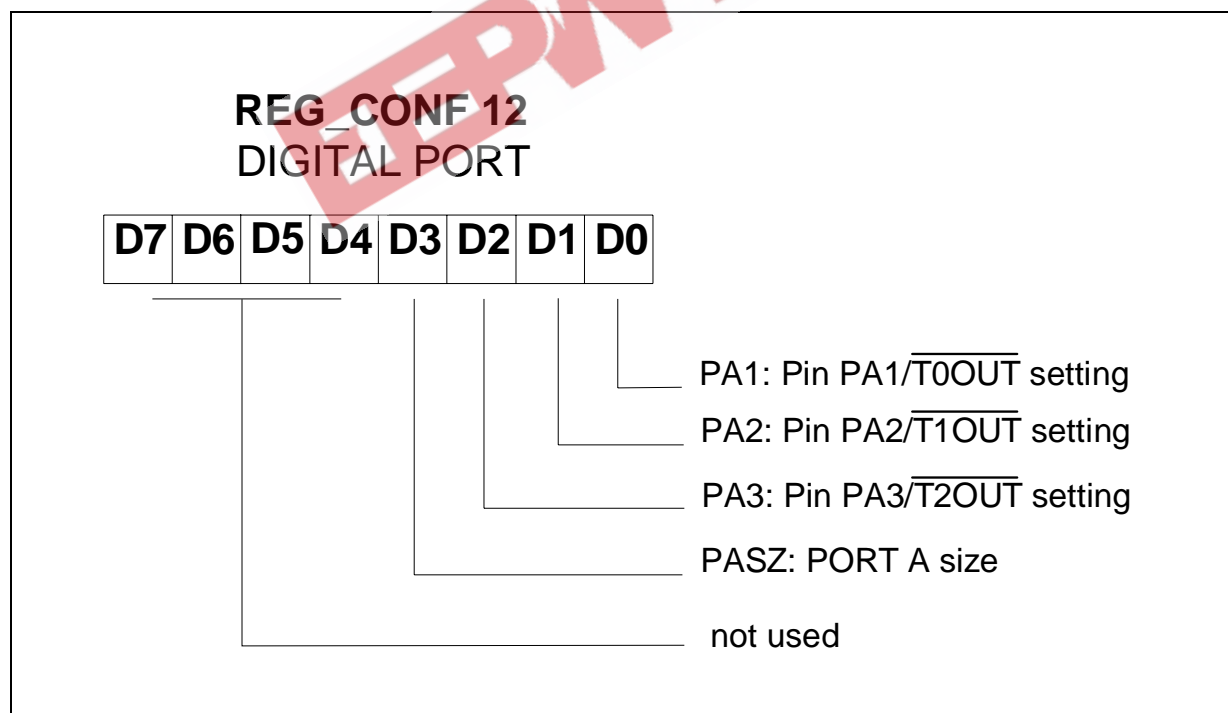 REG_CONF 12
DIGITAL PORT
D7 D6 D5 D4 D3 D2 D1 D0
PA1: Pin PA1/T0OUT setting
PA2: Pin PA2/T1OUT setting
PA3: Pin PA3/T2OUT setting
PASZ: PORT A size
not used